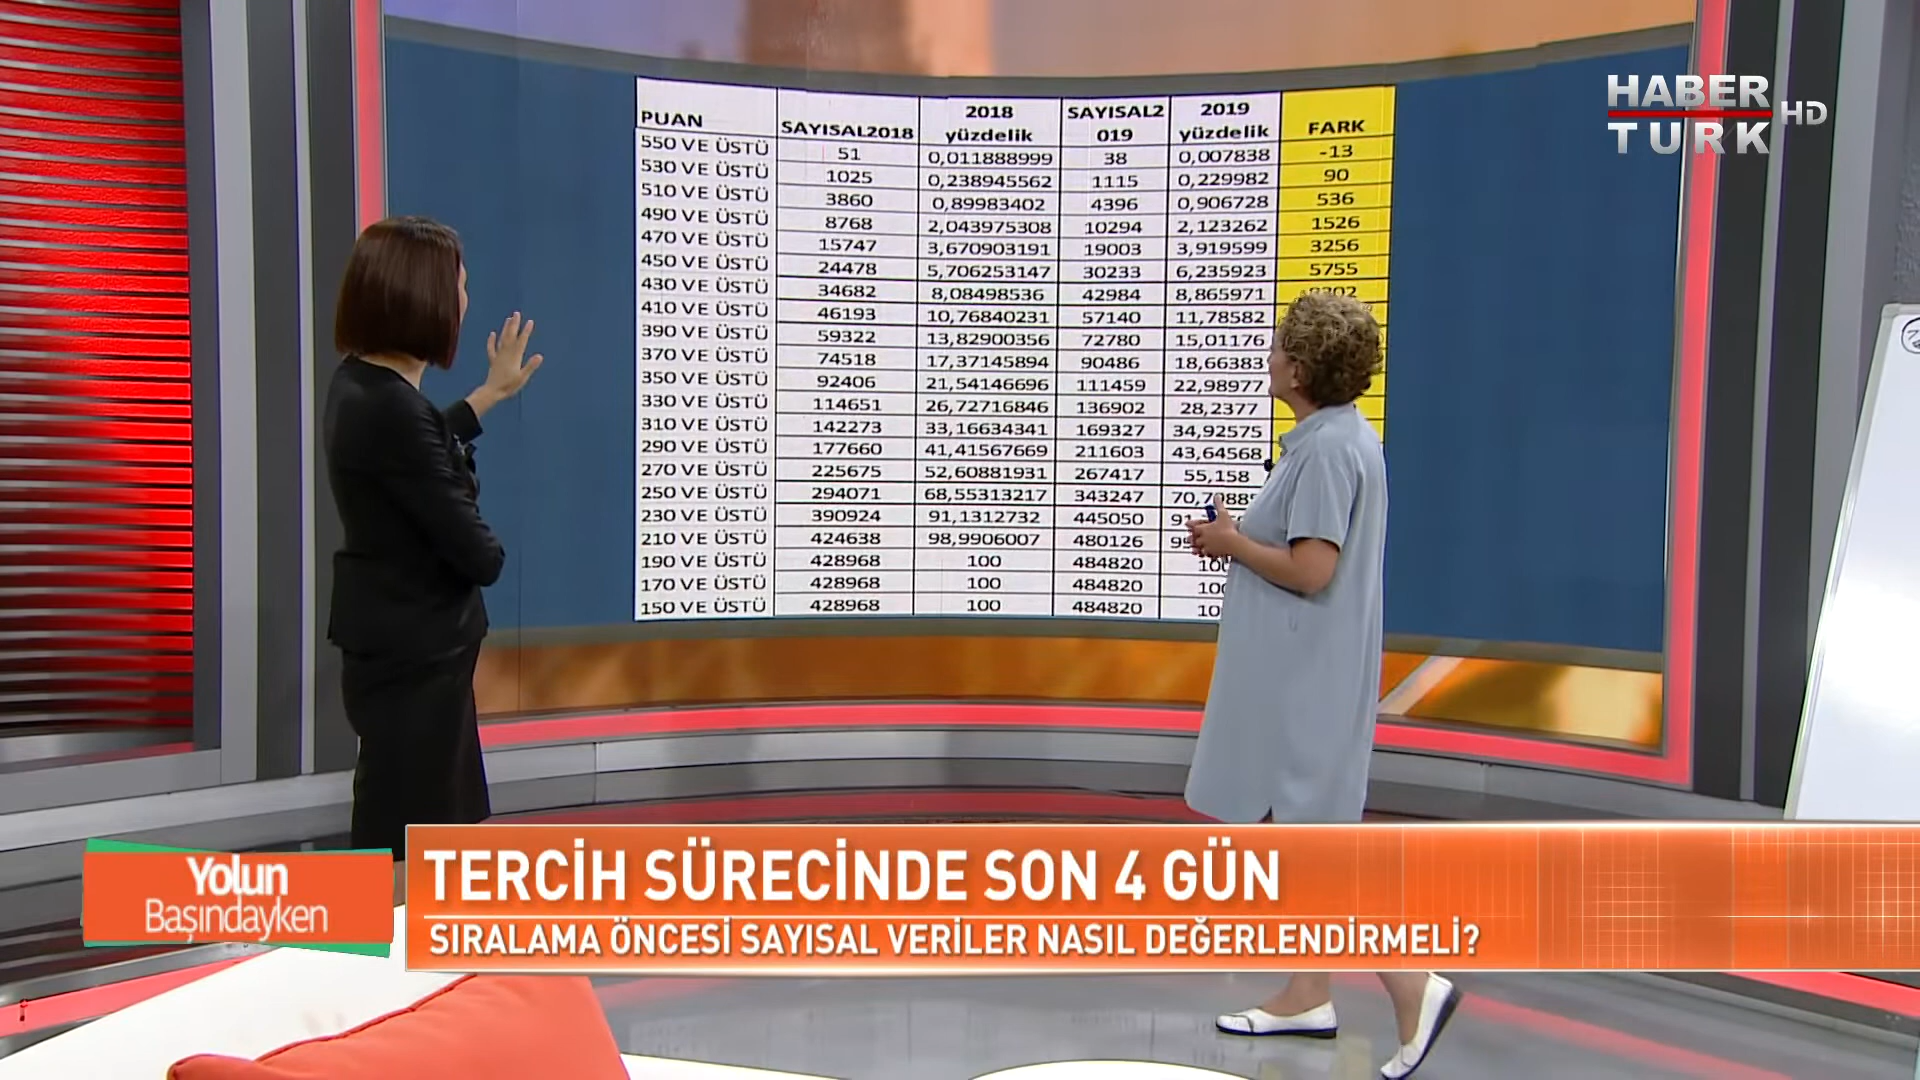 HABER
TURK HD
PUAN SAYISAL2018 2018 yüzdelik SAYISAL2019 2019 yüzdelik FARK
550 VE ÜSTÜ 51 0,011888999 38 0,007838 -13
530 VE ÜSTÜ 1025 0,238945562 1115 0,229982 90
510 VE ÜSTÜ 3860 0,89983402 4396 0,906728 536
490 VE ÜSTÜ 8768 2,043975308 10294 2,123262 1526
470 VE ÜSTÜ 15747 3,670903191 19003 3,919599 3256
450 VE ÜSTÜ 24478 5,706253147 30233 6,235923 5755
430 VE ÜSTÜ 34682 8,08498536 42984 8,865971
410 VE ÜSTÜ 46193 10,76840231 57140 11,78582
390 VE ÜSTÜ 59322 13,82900356 72780 15,01176
370 VE ÜSTÜ 74518 17,37145894 90486 18,66383
350 VE ÜSTÜ 92406 21,54146696 111459 22,98977
330 VE ÜSTÜ 114651 26,72716846 136902 28,2377
310 VE ÜSTÜ 142273 33,16634341 169327 34,92575
290 VE ÜSTÜ 177660 41,41567669 211603 43,64568
270 VE ÜSTÜ 225675 52,60881931 267417 55,158
250 VE ÜSTÜ 294071 68,55313217 343247
230 VE ÜSTÜ 390924 91,1312732 445050
210 VE ÜSTÜ 424638 98,9906007 480126
190 VE ÜSTÜ 428968 100 484820
170 VE ÜSTÜ 428968 100 484820
150 VE ÜSTÜ 428968 100 484820
Yolun
Başındayken
TERCİH SÜRECİNDE SON 4 GÜN
SIRALAMA ÖNCESİ SAYISAL VERİLER NASIL DEĞERLENDİRMELİ?